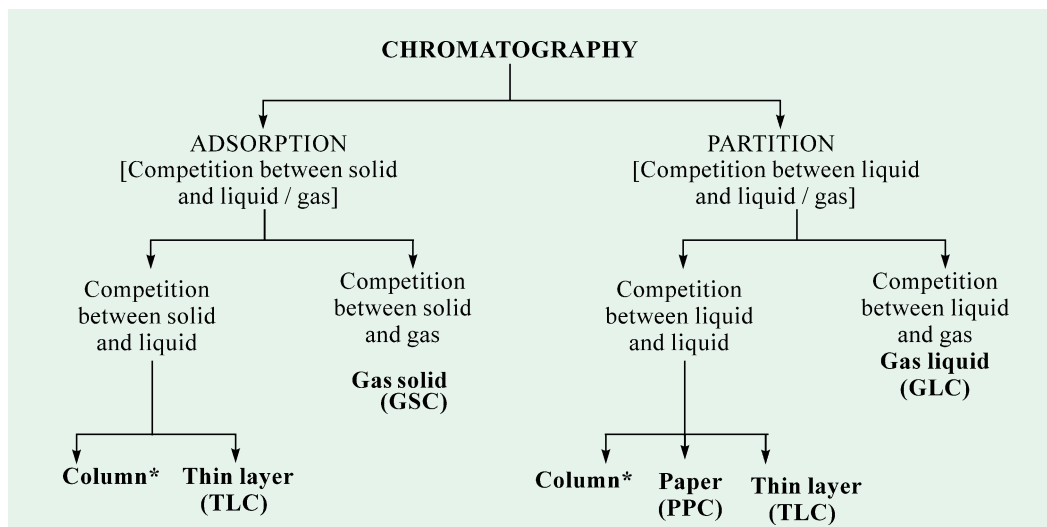 CHROMATOGRAPHY
ADSORPTION
[Competition between solid
and liquid / gas]
PARTITION
[Competition between liquid
and liquid / gas]
Competition
between solid
and liquid
Competition
between solid
and gas
Gas solid
(GSC)
Competition
between liquid
and liquid
Competition
between liquid
and gas
Gas liquid
(GLC)
Column*
Thin layer
(TLC)
Column*
Paper
(PPC)
Thin layer
(TLC)